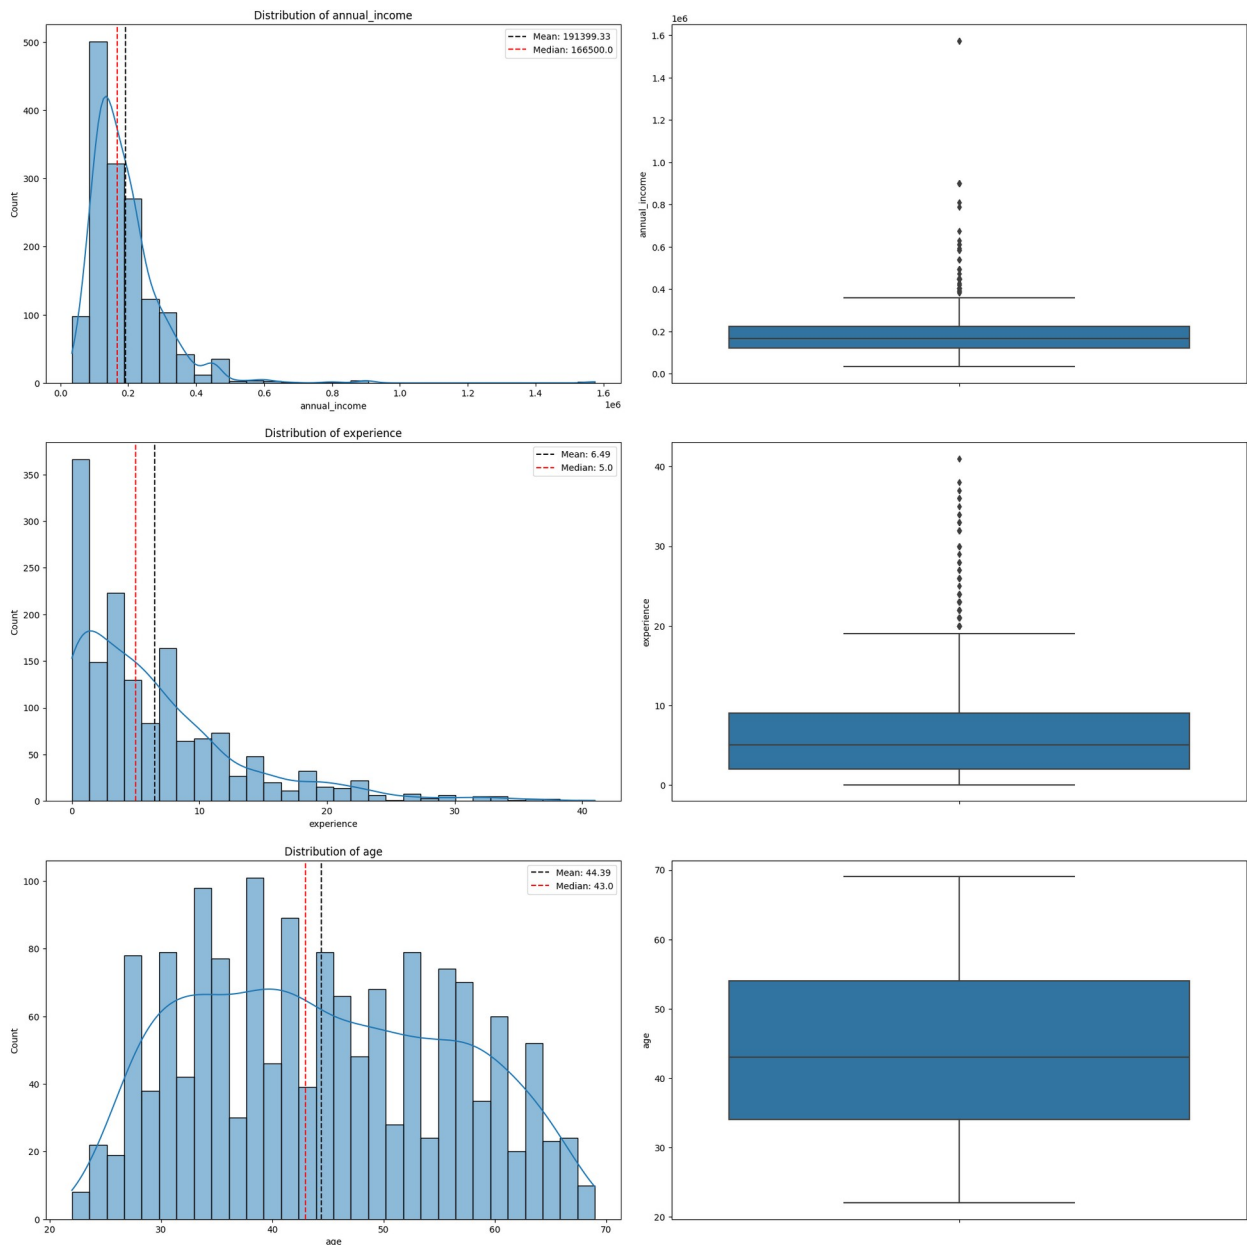 Distribution of annual_income
Mean: 191399.33
Median: 166500.0
500
400
300
200
100
0
Count
0.0 0.2 0.4 0.6 0.8 1.0 1.2 1.4 1.6
1e6
annual_income
1e6
1.6
1.4
1.2
1.0
0.8
0.6
0.4
0.2
0.0
annual_income
Distribution of experience
Mean: 6.49
Median: 5.0
350
300
250
200
150
100
50
0
Count
0 10 20 30 40
experience
40
30
20
10
0
experience
Distribution of age
Mean: 44.39
Median: 43.0
100
80
60
40
20
0
Count
20 30 40 50 60 70
age
70
60
50
40
30
20
age